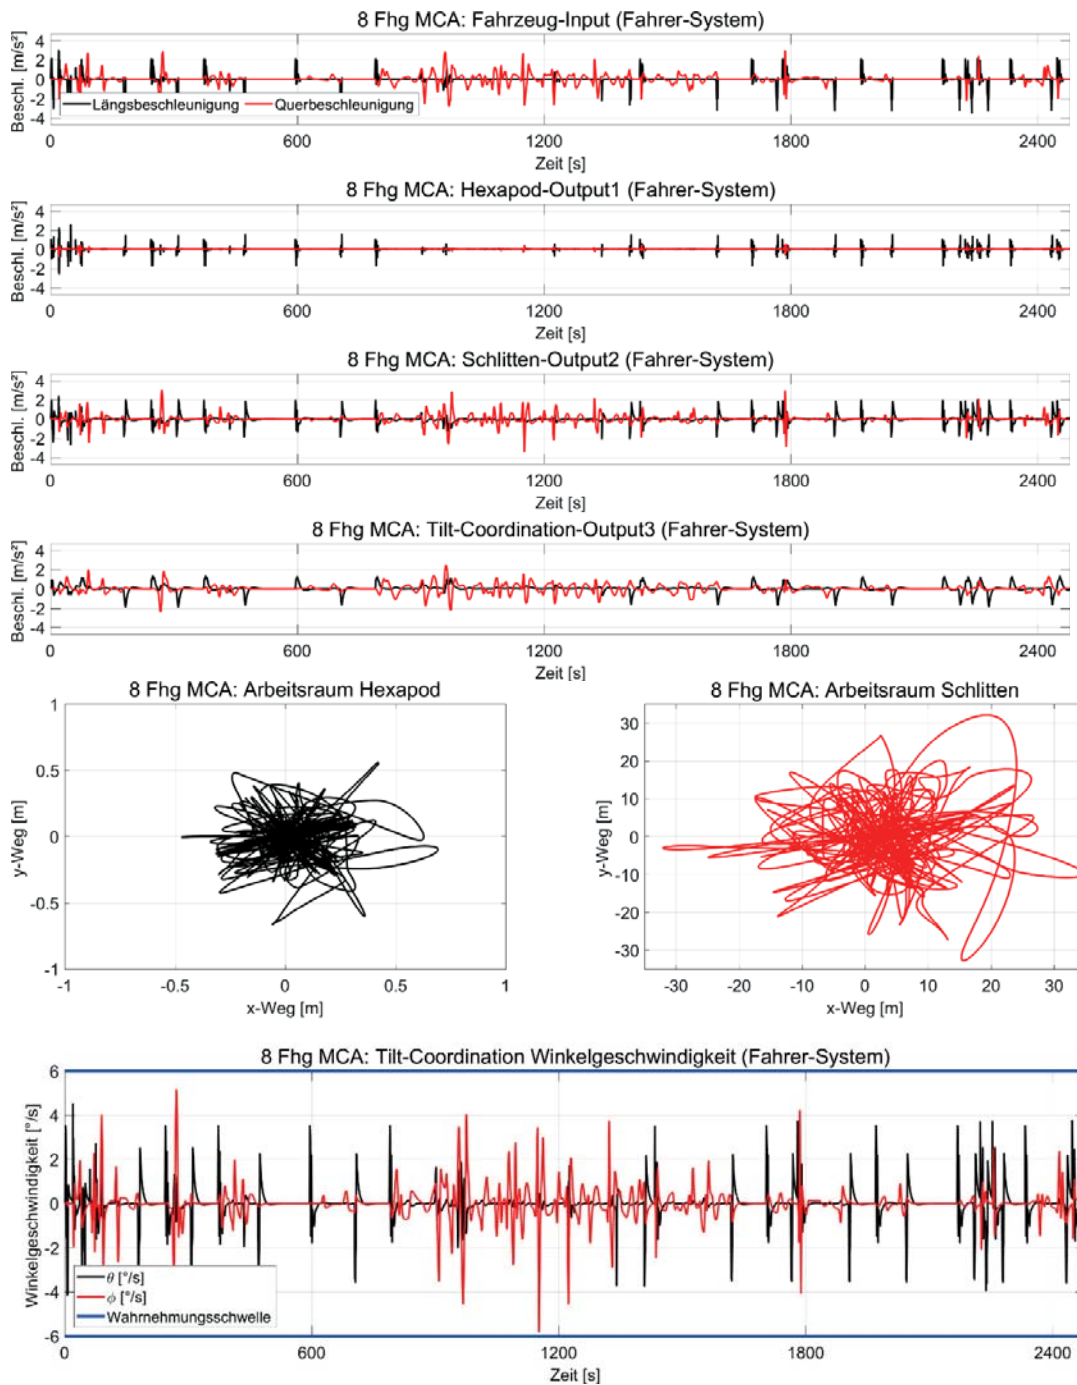 8 Fhg MCA: Fahrzeug-Input (Fahrer-System)
Beschl. [m/s²]
4
2
0
-2
-4
Längsbeschleunigung Querbeschleunigung
0 600 1200 1800 2400
Zeit [s]
8 Fhg MCA: Hexapod-Output1 (Fahrer-System)
Beschl. [m/s²]
4
2
0
-2
-4
0 600 1200 1800 2400
Zeit [s]
8 Fhg MCA: Schlitten-Output2 (Fahrer-System)
Beschl. [m/s²]
4
2
0
-2
-4
0 600 1200 1800 2400
Zeit [s]
8 Fhg MCA: Tilt-Coordination-Output3 (Fahrer-System)
Beschl. [m/s²]
4
2
0
-2
-4
0 600 1200 1800 2400
Zeit [s]
8 Fhg MCA: Arbeitsraum Hexapod
y-Weg [m]
1
0.5
0
-0.5
-1
-1 -0.5 0 0.5 1
x-Weg [m]
8 Fhg MCA: Arbeitsraum Schlitten
y-Weg [m]
30
20
10
0
-10
-20
-30
-30 -20 -10 0 10 20 30
x-Weg [m]
8 Fhg MCA: Tilt-Coordination Winkelgeschwindigkeit (Fahrer-System)
Winkelgeschwindigkeit [°/s]
6
4
2
0
-2
-4
-6
θ [°/s]
ϕ [°/s]
Wahrnehmungsschwelle
0 600 1200 1800 2400
Zeit [s]